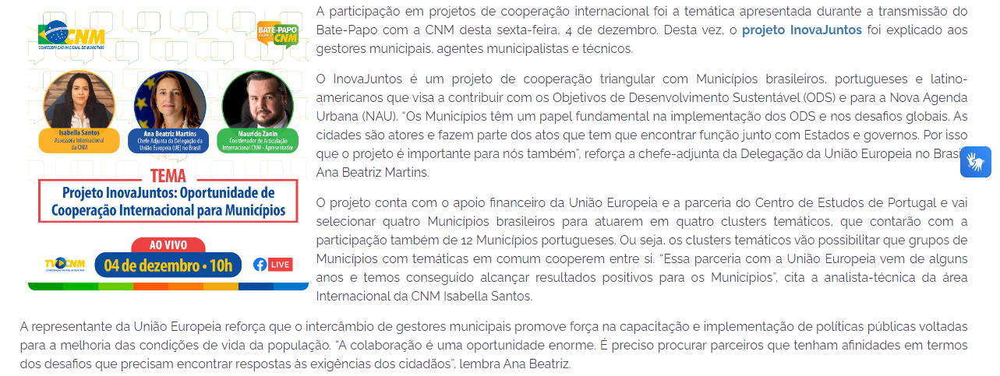 CNM
CONFEDERAÇÃO NACIONAL DE MUNICÍPIOS
BATE-PAPO
COM A CNM
Isabella Santos
Assessora Internacional
da CNM
Ana Beatriz Martins
Chefe Adjunta da Delegação da
União Europeia (UE) no Brasil
Maurício Zanin
Coordenador de Articulação
Internacional CNM - Apresentador
TEMA
Projeto InovaJuntos: Oportunidade de
Cooperação Internacional para Municípios
AO VIVO
TV CNM
04 de dezembro • 10h
LIVE
A participação em projetos de cooperação internacional foi a temática apresentada durante a transmissão do
Bate-Papo com a CNM desta sexta-feira, 4 de dezembro. Desta vez, o projeto InovaJuntos foi explicado aos
gestores municipais, agentes municipalistas e técnicos.
O InovaJuntos é um projeto de cooperação triangular com Municípios brasileiros, portugueses e latino-
americanos que visa a contribuir com os Objetivos de Desenvolvimento Sustentável (ODS) e para a Nova Agenda
Urbana (NAU). “Os Municípios têm um papel fundamental na implementação dos ODS e nos desafios globais. As
cidades são atores e fazem parte dos atos que tem que encontrar função junto com Estados e governos. Por isso
que o projeto é importante para nós também”, reforça a chefe-adjunta da Delegação da União Europeia no Brasil
Ana Beatriz Martins.
O projeto conta com o apoio financeiro da União Europeia e a parceria do Centro de Estudos de Portugal e vai
selecionar quatro Municípios brasileiros para atuarem em quatro clusters temáticos, que contarão com a
participação também de 12 Municípios portugueses. Ou seja, os clusters temáticos vão possibilitar que grupos de
Municípios com temáticas em comum cooperem entre si. “Essa parceria com a União Europeia vem de alguns
anos e temos conseguido alcançar resultados positivos para os Municípios”, cita a analista-técnica da área
Internacional da CNM Isabella Santos.
A representante da União Europeia reforça que o intercâmbio de gestores municipais promove força na capacitação e implementação de políticas públicas voltadas
para a melhoria das condições de vida da população. “A colaboração é uma oportunidade enorme. É preciso procurar parceiros que tenham afinidades em termos
dos desafios que precisam encontrar respostas às exigências dos cidadãos”, lembra Ana Beatriz.